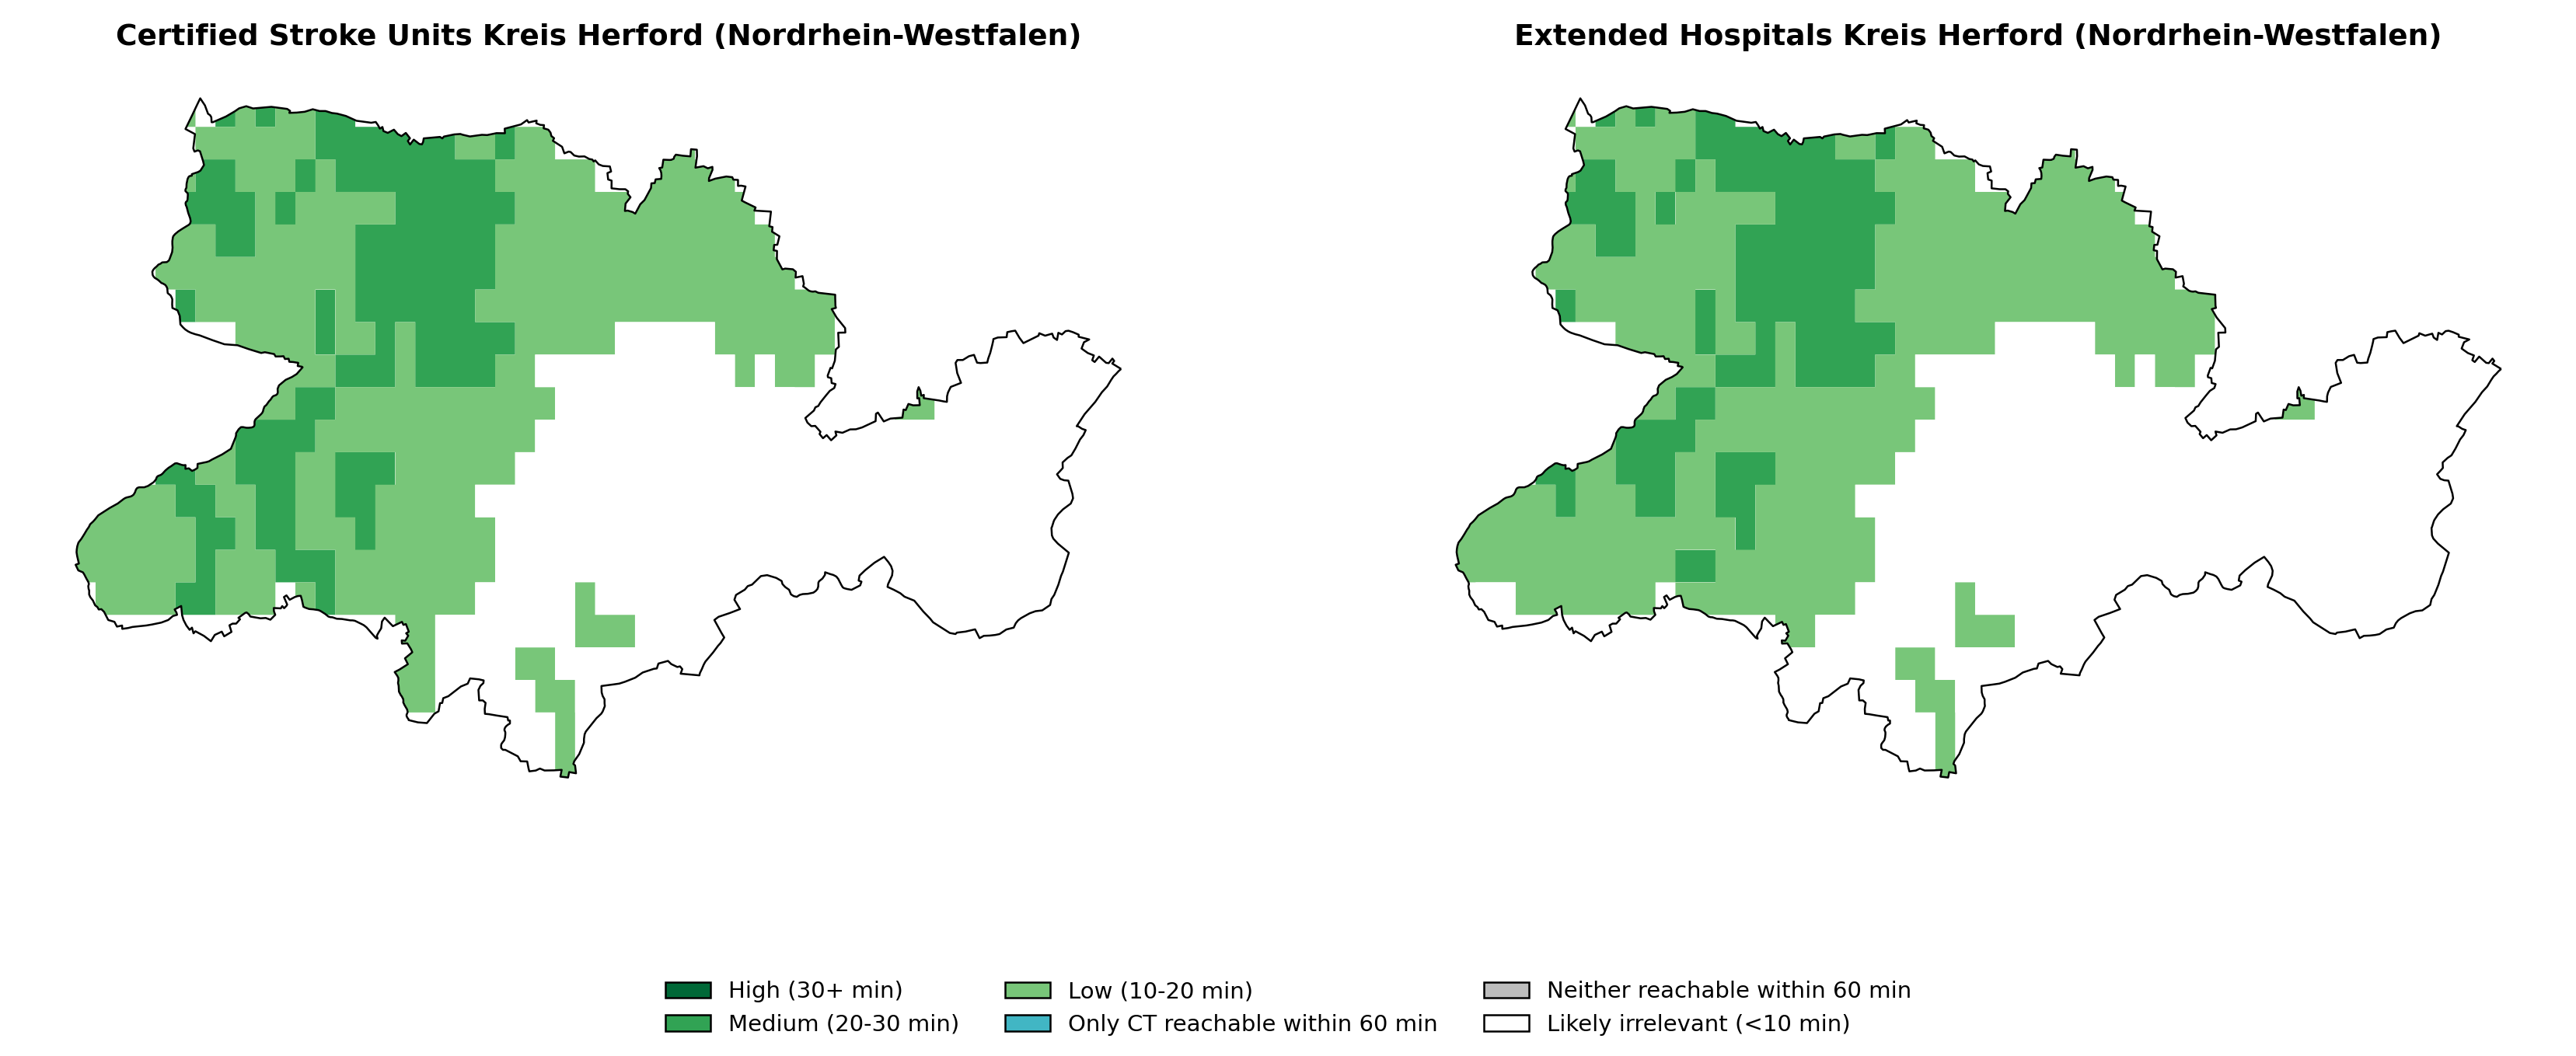 Certified Stroke Units Kreis Herford (Nordrhein-Westfalen)
Extended Hospitals Kreis Herford (Nordrhein-Westfalen)
High (30+ min)
Medium (20-30 min)
Low (10-20 min)
Only CT reachable within 60 min
Neither reachable within 60 min
Likely irrelevant (<10 min)